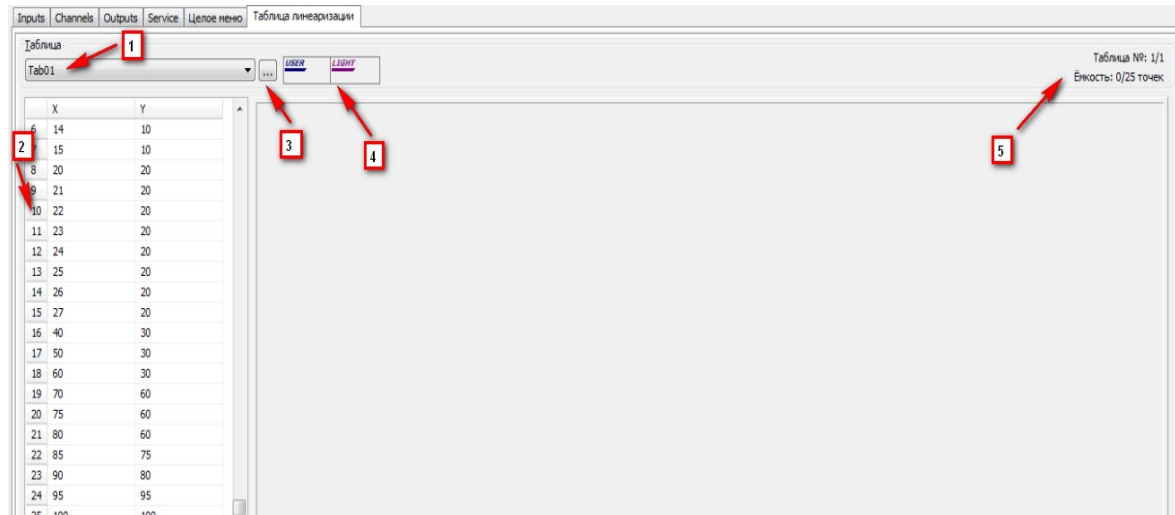 Inputs Channels Outputs Service Целое меню Таблица линеаризации
Таблица
1
Tab01
...
USER LIGHT
Таблица №: 1/1
Ёнкость: 0/25 точек
X Y
6 14 10
2
3
4
5
15 10
8 20 20
9 21 20
10 22 20
11 23 20
12 24 20
13 25 20
14 26 20
15 27 20
16 40 30
17 50 30
18 60 30
19 70 60
20 75 60
21 80 60
22 85 75
23 90 80
24 95 95
25 100 100